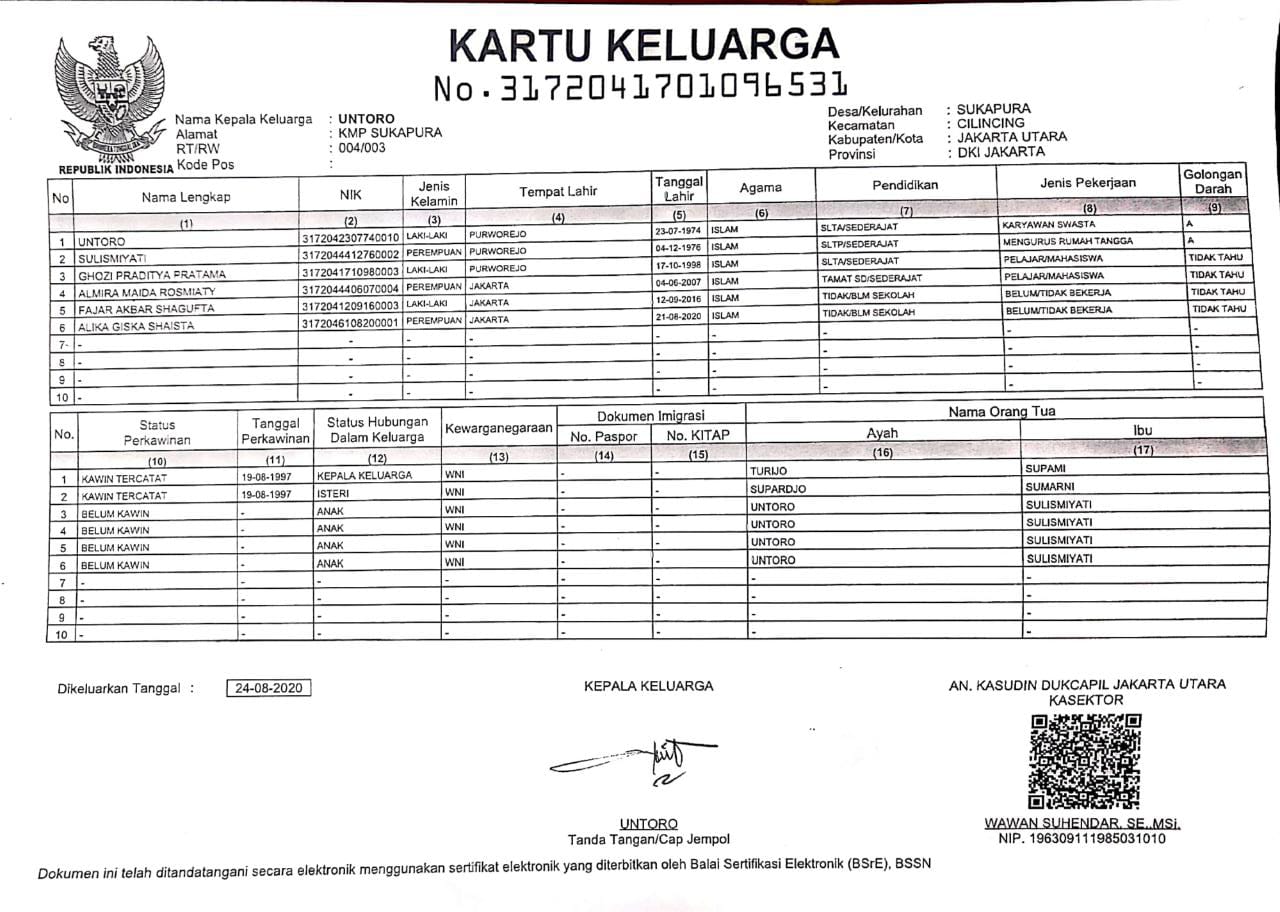 KARTU KELUARGA
No. 3172041701096531
REPUBLIK INDONESIA
Nama Kepala Keluarga : UNTORO
Alamat : KMP SUKAPURA
RT/RW : 004/003
Kode Pos :
Desa/Kelurahan : SUKAPURA
Kecamatan : CILINCING
Kabupaten/Kota : JAKARTA UTARA
Provinsi : DKI JAKARTA
No Nama Lengkap NIK Jenis Kelamin Tempat Lahir Tanggal Lahir Agama Pendidikan Jenis Pekerjaan Golongan Darah
(1) (2) (3) (4) (5) (6) (7) (8) (9)
1 UNTORO 3172042307740010 LAKI-LAKI PURWOREJO 23-07-1974 ISLAM SLTA/SEDERAJAT KARYAWAN SWASTA A
2 SULISMIYATI 3172044412760002 PEREMPUAN PURWOREJO 04-12-1976 ISLAM SLTP/SEDERAJAT MENGURUS RUMAH TANGGA A
3 GHOZI PRADITYA PRATAMA 3172041710980003 LAKI-LAKI PURWOREJO 17-10-1998 ISLAM SLTA/SEDERAJAT PELAJAR/MAHASISWA TIDAK TAHU
4 ALMIRA MAIDA ROSMIATY 3172044406070004 PEREMPUAN JAKARTA 04-06-2007 ISLAM TAMAT SD/SEDERAJAT PELAJAR/MAHASISWA TIDAK TAHU
5 FAJAR AKBAR SHAGUFTA 3172041209160003 LAKI-LAKI JAKARTA 12-09-2016 ISLAM TIDAK/BLM SEKOLAH BELUM/TIDAK BEKERJA TIDAK TAHU
6 ALIKA GISKA SHAISTA 3172046108200001 PEREMPUAN JAKARTA 21-08-2020 ISLAM TIDAK/BLM SEKOLAH BELUM/TIDAK BEKERJA TIDAK TAHU
7 - - - - - - - - -
8 - - - - - - - - -
9 - - - - - - - - -
10 - - - - - - - - -
No. Status Perkawinan Tanggal Perkawinan Status Hubungan Dalam Keluarga Kewarganegaraan Dokumen Imigrasi Nama Orang Tua
No. Paspor No. KITAP Ayah Ibu
(10) (11) (12) (13) (14) (15) (16) (17)
1 KAWIN TERCATAT 19-08-1997 KEPALA KELUARGA WNI - - TURIJO SUPAMI
2 KAWIN TERCATAT 19-08-1997 ISTERI WNI - - SUPARDJO SUMARNI
3 BELUM KAWIN - ANAK WNI - - UNTORO SULISMIYATI
4 BELUM KAWIN - ANAK WNI - - UNTORO SULISMIYATI
5 BELUM KAWIN - ANAK WNI - - UNTORO SULISMIYATI
6 BELUM KAWIN - ANAK WNI - - UNTORO SULISMIYATI
7 - - - - - - - -
8 - - - - - - - -
9 - - - - - - - -
10 - - - - - - - -
Dikeluarkan Tanggal : 24-08-2020
KEPALA KELUARGA
UNTORO
Tanda Tangan/Cap Jempol
AN. KASUDIN DUKCAPIL JAKARTA UTARA
KASEKTOR
WAWAN SUHENDAR, SE.,MSi.
NIP. 196309111985031010
Dokumen ini telah ditandatangani secara elektronik menggunakan sertifikat elektronik yang diterbitkan oleh Balai Sertifikasi Elektronik (BSrE), BSSN